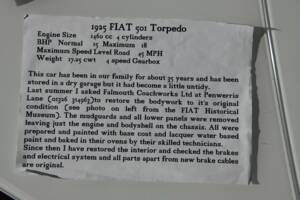 1925 FIAT 501 Torpedo
Engine Size 1460 cc 4 cylinders
BHP Normal 15 Maximum 18
Maximum Speed Level Road 45 MPH
Weight 17.25 cwt 4 speed Gearbox
This car has been in our family for about 35 years and has been
stored in a dry garage but it had become a little untidy.
Last summer I asked Falmouth Coachworks Ltd at Penwerris
Lane (01326 314963) to restore the bodywork to it's original
condition (see photo on left from the FIAT Historical
Museum). The mudguards and all lower panels were removed
leaving just the engine and bodyshell on the chassis. All were
prepared and painted with base coat and lacquer water based
paint and baked in their ovens by their skilled technicians.
Since then I have restored the interior and checked the brakes
and electrical system and all parts apart from new brake cables
are original.